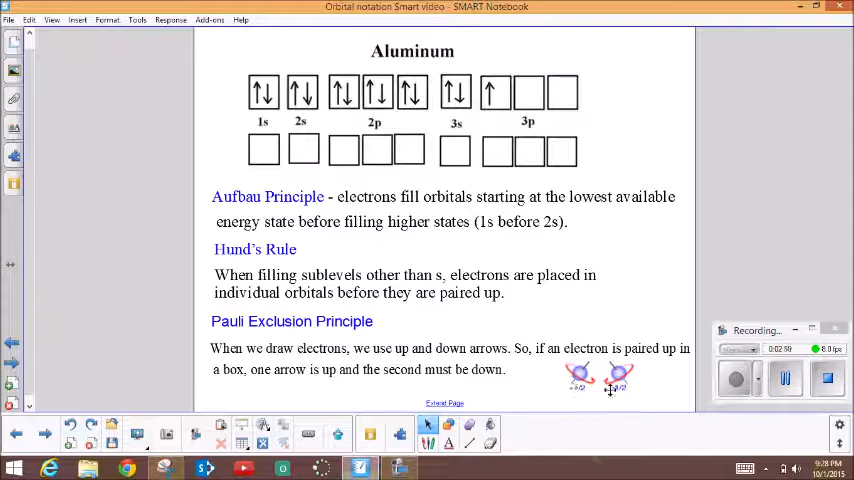 Orbital notation Smart video - SMART Notebook
File Edit View Insert Format Tools Response Add-ons Help
Aluminum
1s 2s 2p 3s 3p
Aufbau Principle - electrons fill orbitals starting at the lowest available
energy state before filling higher states (1s before 2s).
Hund's Rule
When filling sublevels other than s, electrons are placed in
individual orbitals before they are paired up.
Pauli Exclusion Principle
When we draw electrons, we use up and down arrows. So, if an electron is paired up in
a box, one arrow is up and the second must be down.
Extend Page
Recording...
0:02:59
8.0 fps
9:28 PM
10/1/2015